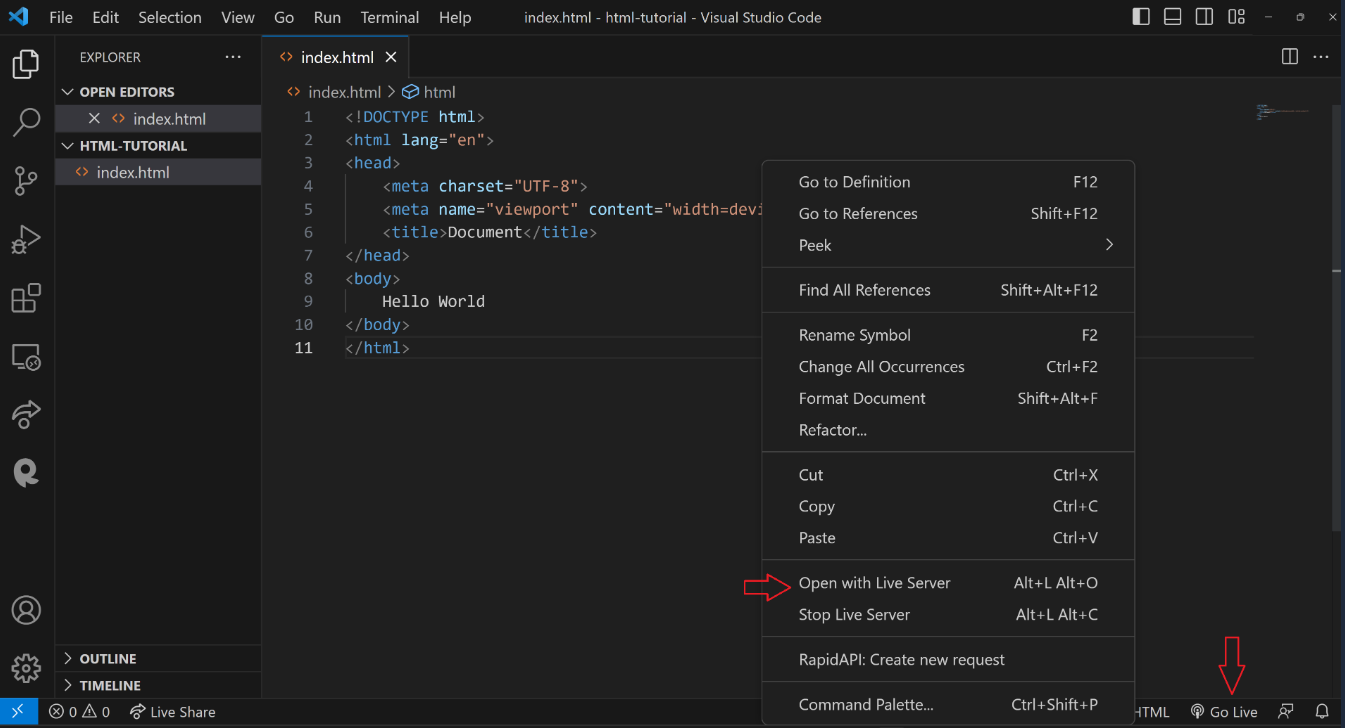 File Edit Selection View Go Run Terminal Help index.html - html-tutorial - Visual Studio Code
EXPLORER
OPEN EDITORS
index.html
HTML-TUTORIAL
index.html
OUTLINE
TIMELINE
index.html
index.html > html
1 <!DOCTYPE html>
2 <html lang="en">
3 <head>
4 <meta charset="UTF-8">
5 <meta name="viewport" content="width=devi
6 <title>Document</title>
7 </head>
8 <body>
9 Hello World
10 </body>
11 </html>
Go to Definition F12
Go to References Shift+F12
Peek
Find All References Shift+Alt+F12
Rename Symbol F2
Change All Occurrences Ctrl+F2
Format Document Shift+Alt+F
Refactor...
Cut Ctrl+X
Copy Ctrl+C
Paste Ctrl+V
Open with Live Server Alt+L Alt+O
Stop Live Server Alt+L Alt+C
RapidAPI: Create new request
Command Palette... Ctrl+Shift+P
0 0 Live Share HTML Go Live